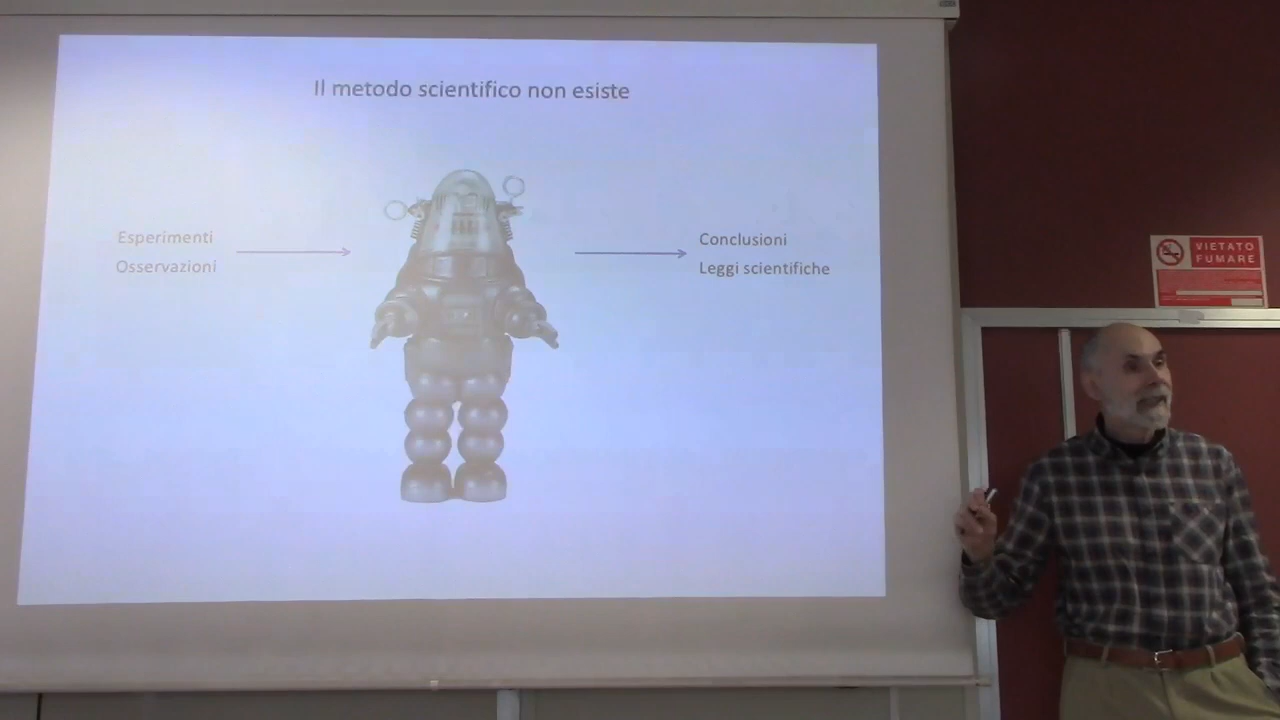 Il metodo scientifico non esiste
Esperimenti
Osservazioni
Conclusioni
Leggi scientifiche
VIETATO
FUMARE